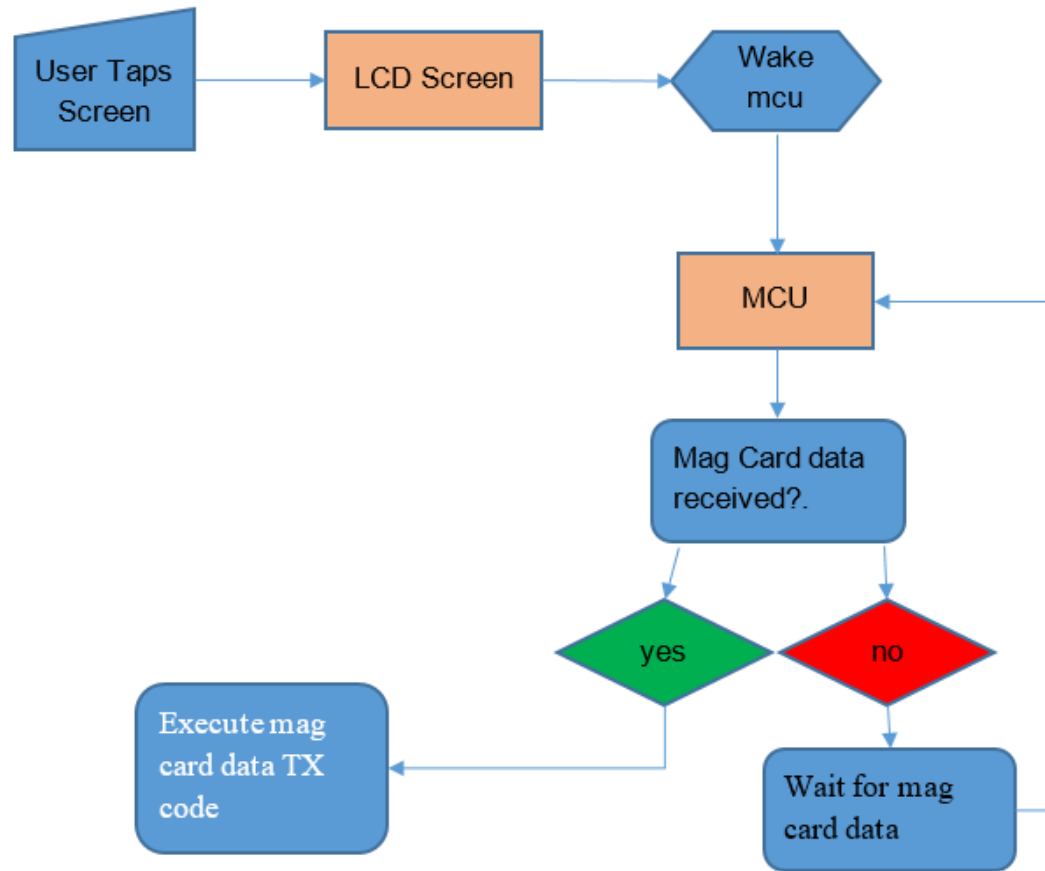 User Taps
Screen
LCD Screen
Wake
mcu
MCU
Mag Card data
received?.
yes
no
Execute mag
card data TX
code
Wait for mag
card data